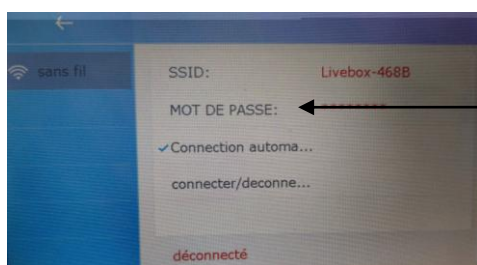 sans fil
SSID: Livebox-468B
MOT DE PASSE: ********
✓Connection automa...
connecter/deconne...
déconnecté